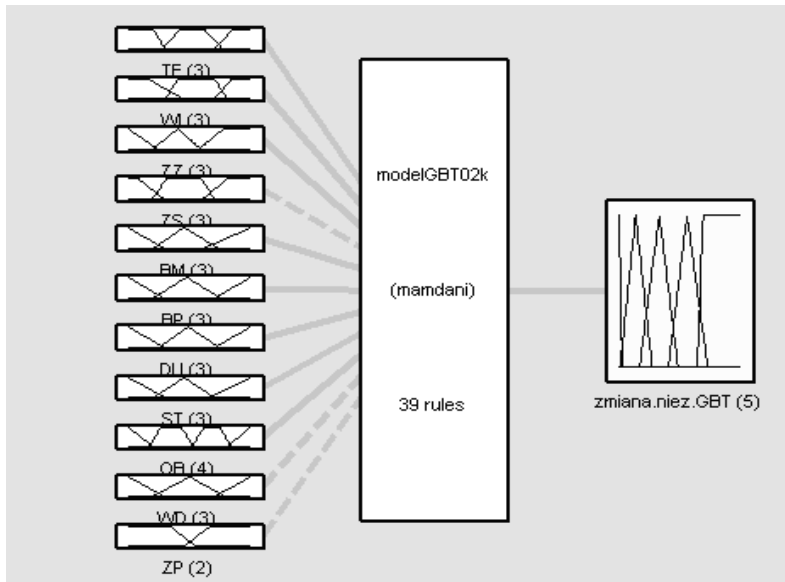 TE (3)
WI (3)
ZZ (3)
ZS (3)
BM (3)
BP (3)
DU (3)
ST (3)
OB (4)
WD (3)
ZP (2)
modelGBT02k
(mamdani)
39 rules
zmiana.niez.GBT (5)